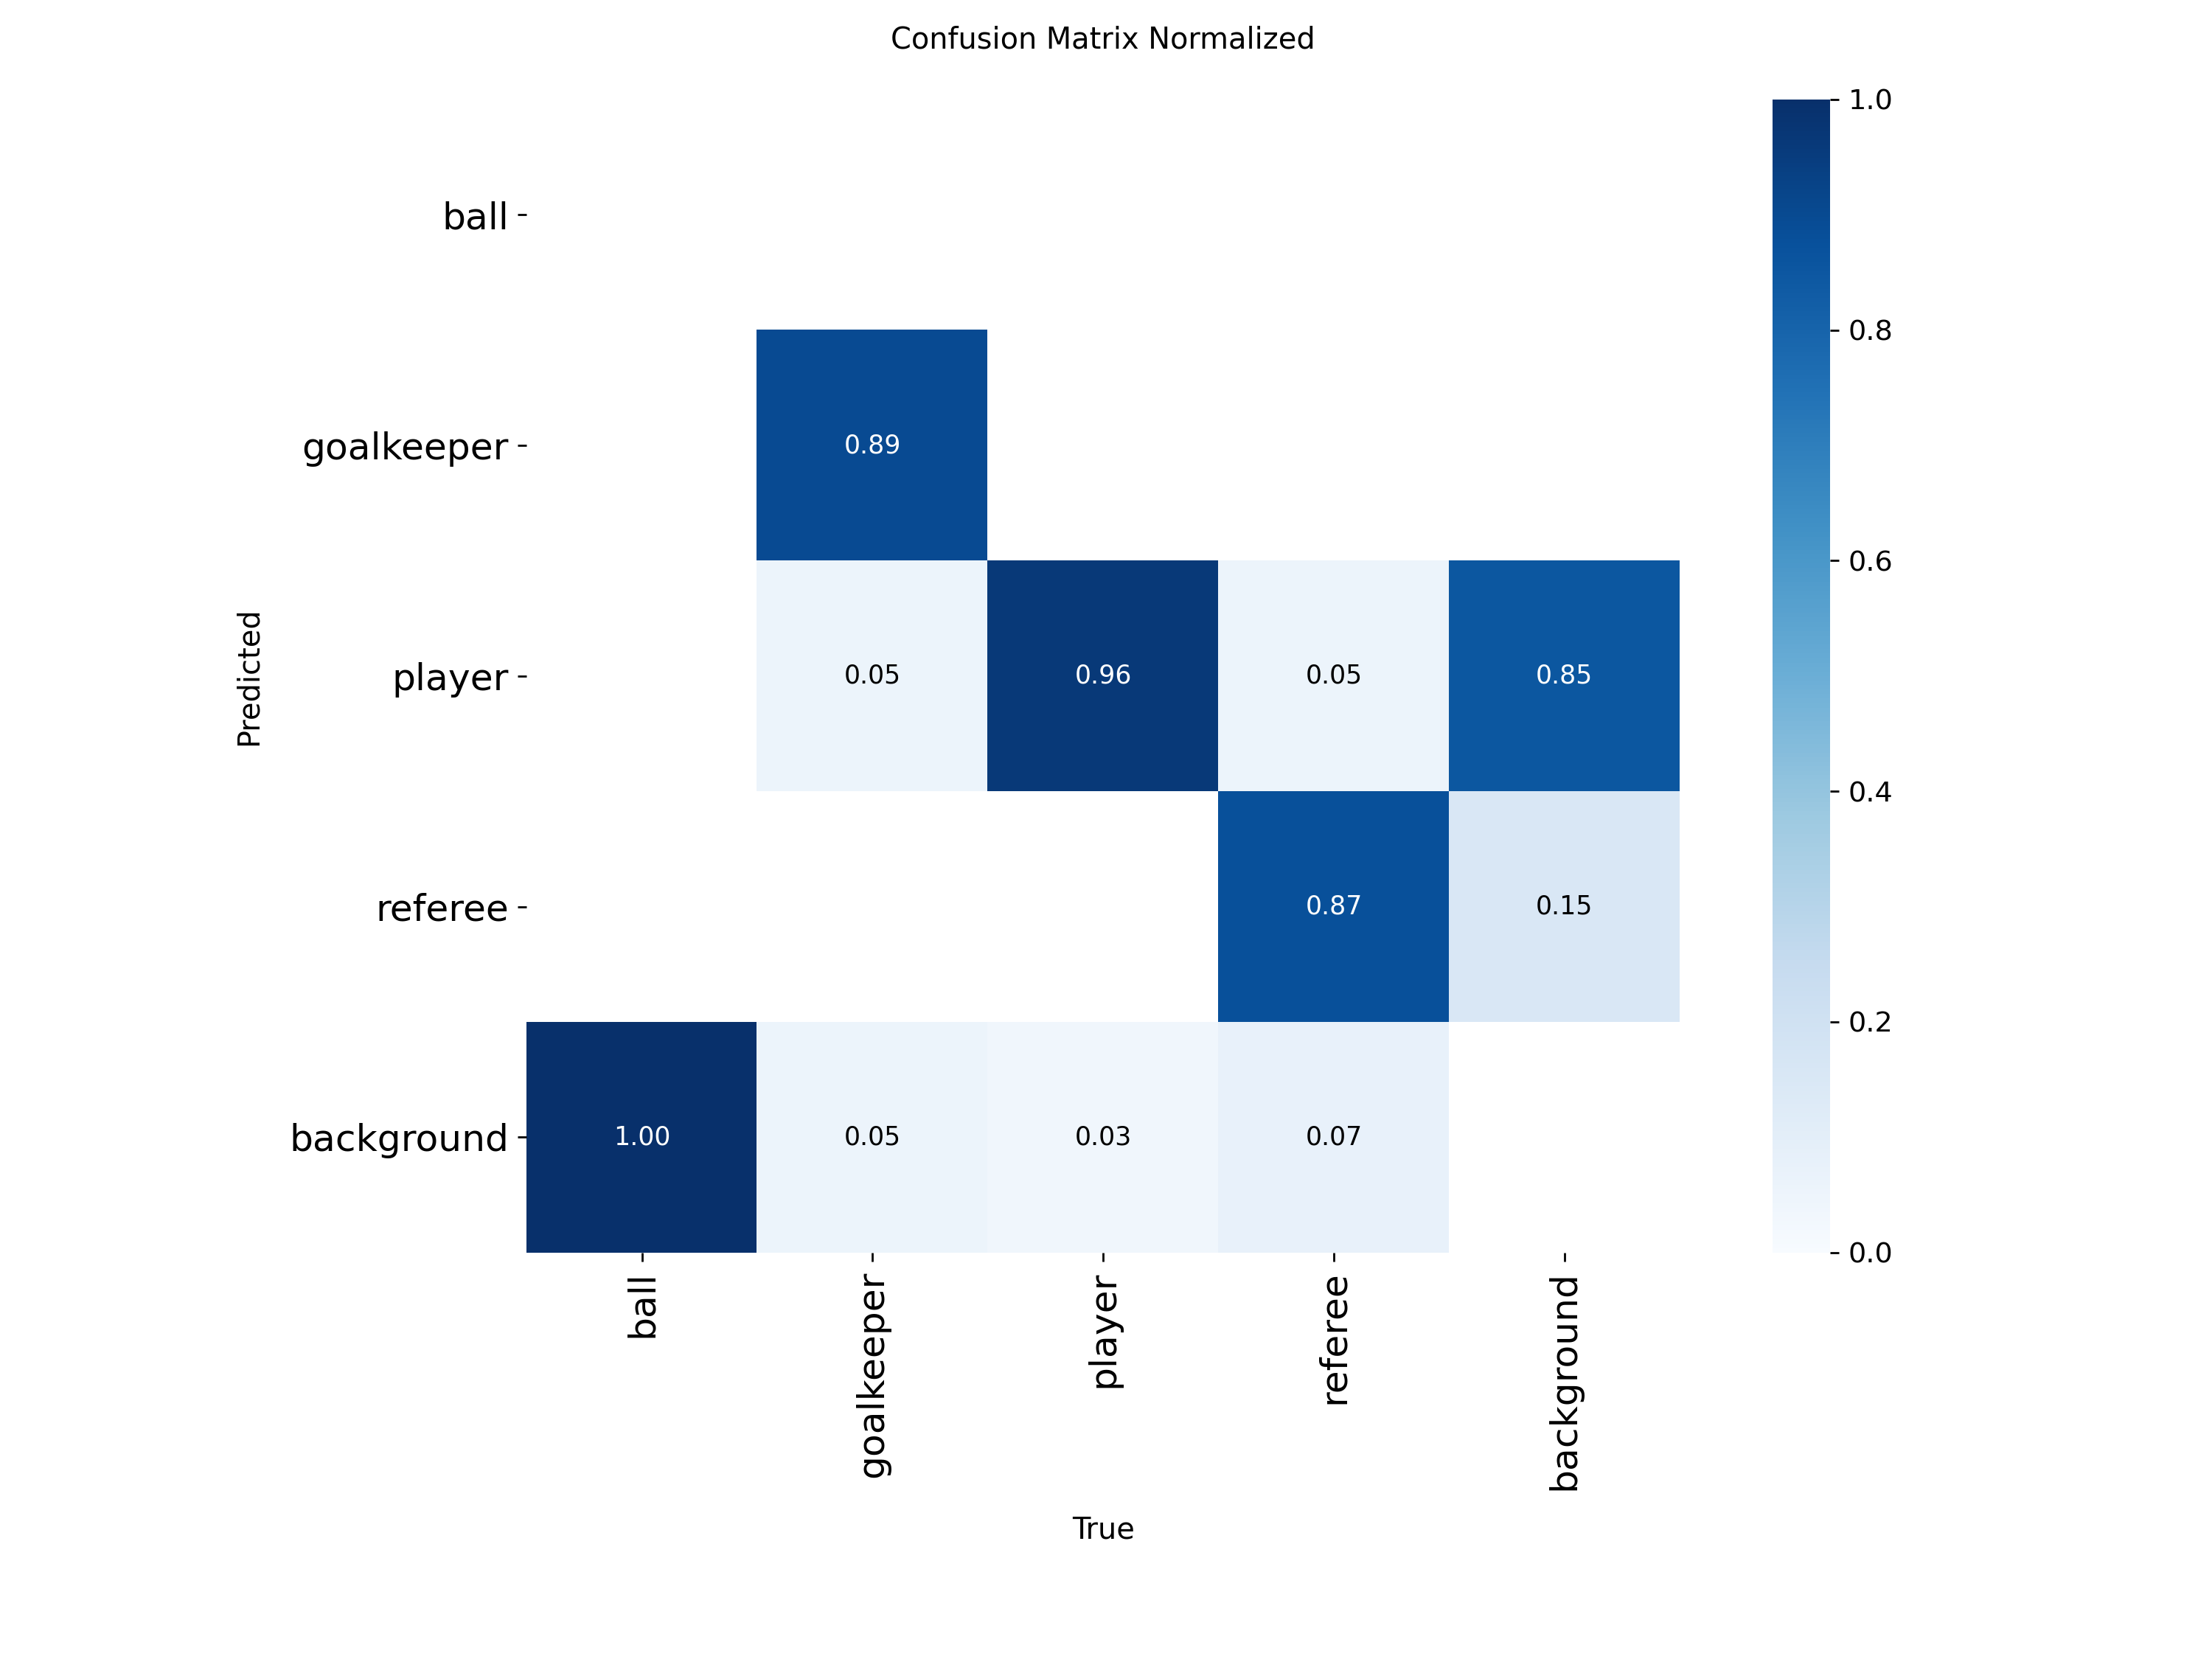 Confusion Matrix Normalized
1.0
ball
0.8
goalkeeper
0.89
0.6
Predicted
player
0.05
0.96
0.05
0.85
0.4
referee
0.87
0.15
0.2
background
1.00
0.05
0.03
0.07
0.0
ball
goalkeeper
player
referee
background
True